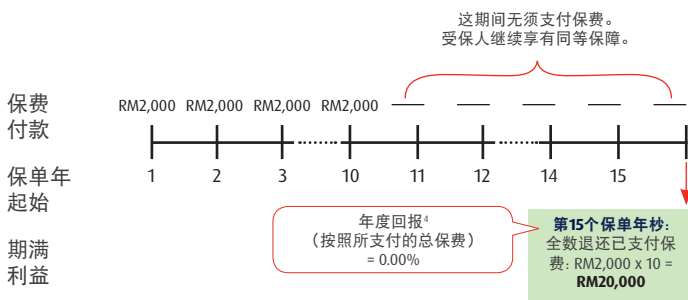 这期间无须支付保费。
受保人继续享有同等保障。
保费
付款
RM2,000 RM2,000 RM2,000 RM2,000
保单年
起始
1 2 3 10 11 12 14 15
期满
利益
年度回报4
（按照所支付的总保费）
= 0.00%
第15个保单年杪:
全数退还已支付保
费: RM2,000 x 10 =
RM20,000